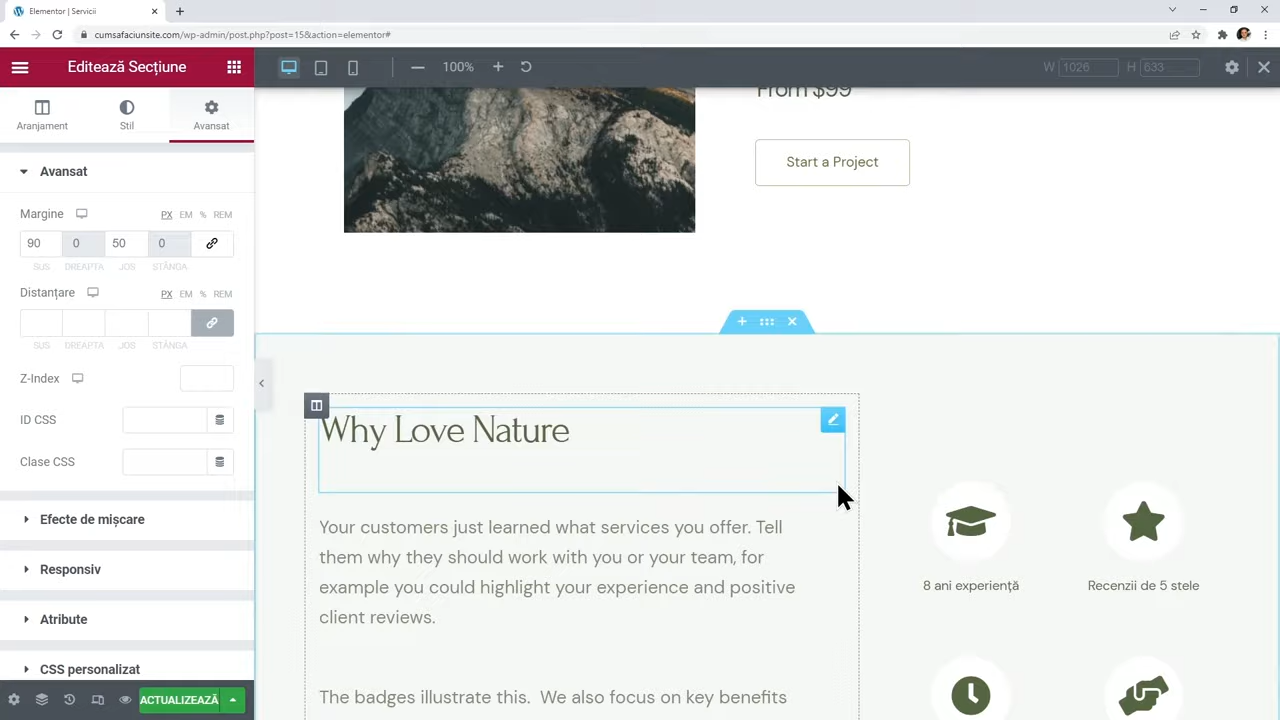 Elementor | Servicii
cumsafaciunsite.com/wp-admin/post.php?post=15&action=elementor#
Editează Secțiune
100%
W 1026 H 633
Aranjament Stil Avansat
Avansat
Margine PX EM % REM
90 0 50 0
SUS DREAPTA JOS STÂNGA
Distanțare PX EM % REM
SUS DREAPTA JOS STÂNGA
Z-Index
ID CSS
Clase CSS
Efecte de mișcare
Responsiv
Atribute
CSS personalizat
ACTUALIZEAZĂ
From $99
Start a Project
Why Love Nature
Your customers just learned what services you offer. Tell
them why they should work with you or your team, for
example you could highlight your experience and positive
client reviews.
The badges illustrate this. We also focus on key benefits
8 ani experiență
Recenzii de 5 stele